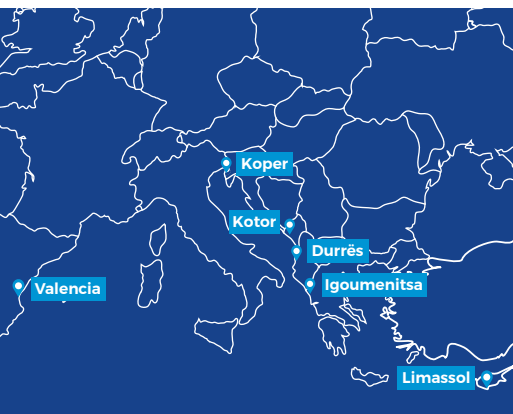 Koper
Kotor
Durrës
Valencia
Igoumenitsa
Limassol